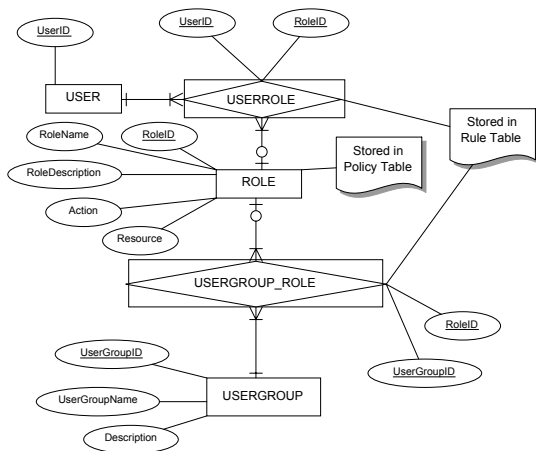 UserID
RoleID
UserID
USER
USERROLE
RoleName
RoleID
Stored in
Rule Table
Stored in
Policy Table
RoleDescription
ROLE
Action
Resource
USERGROUP_ROLE
RoleID
UserGroupID
UserGroupID
UserGroupName
USERGROUP
Description